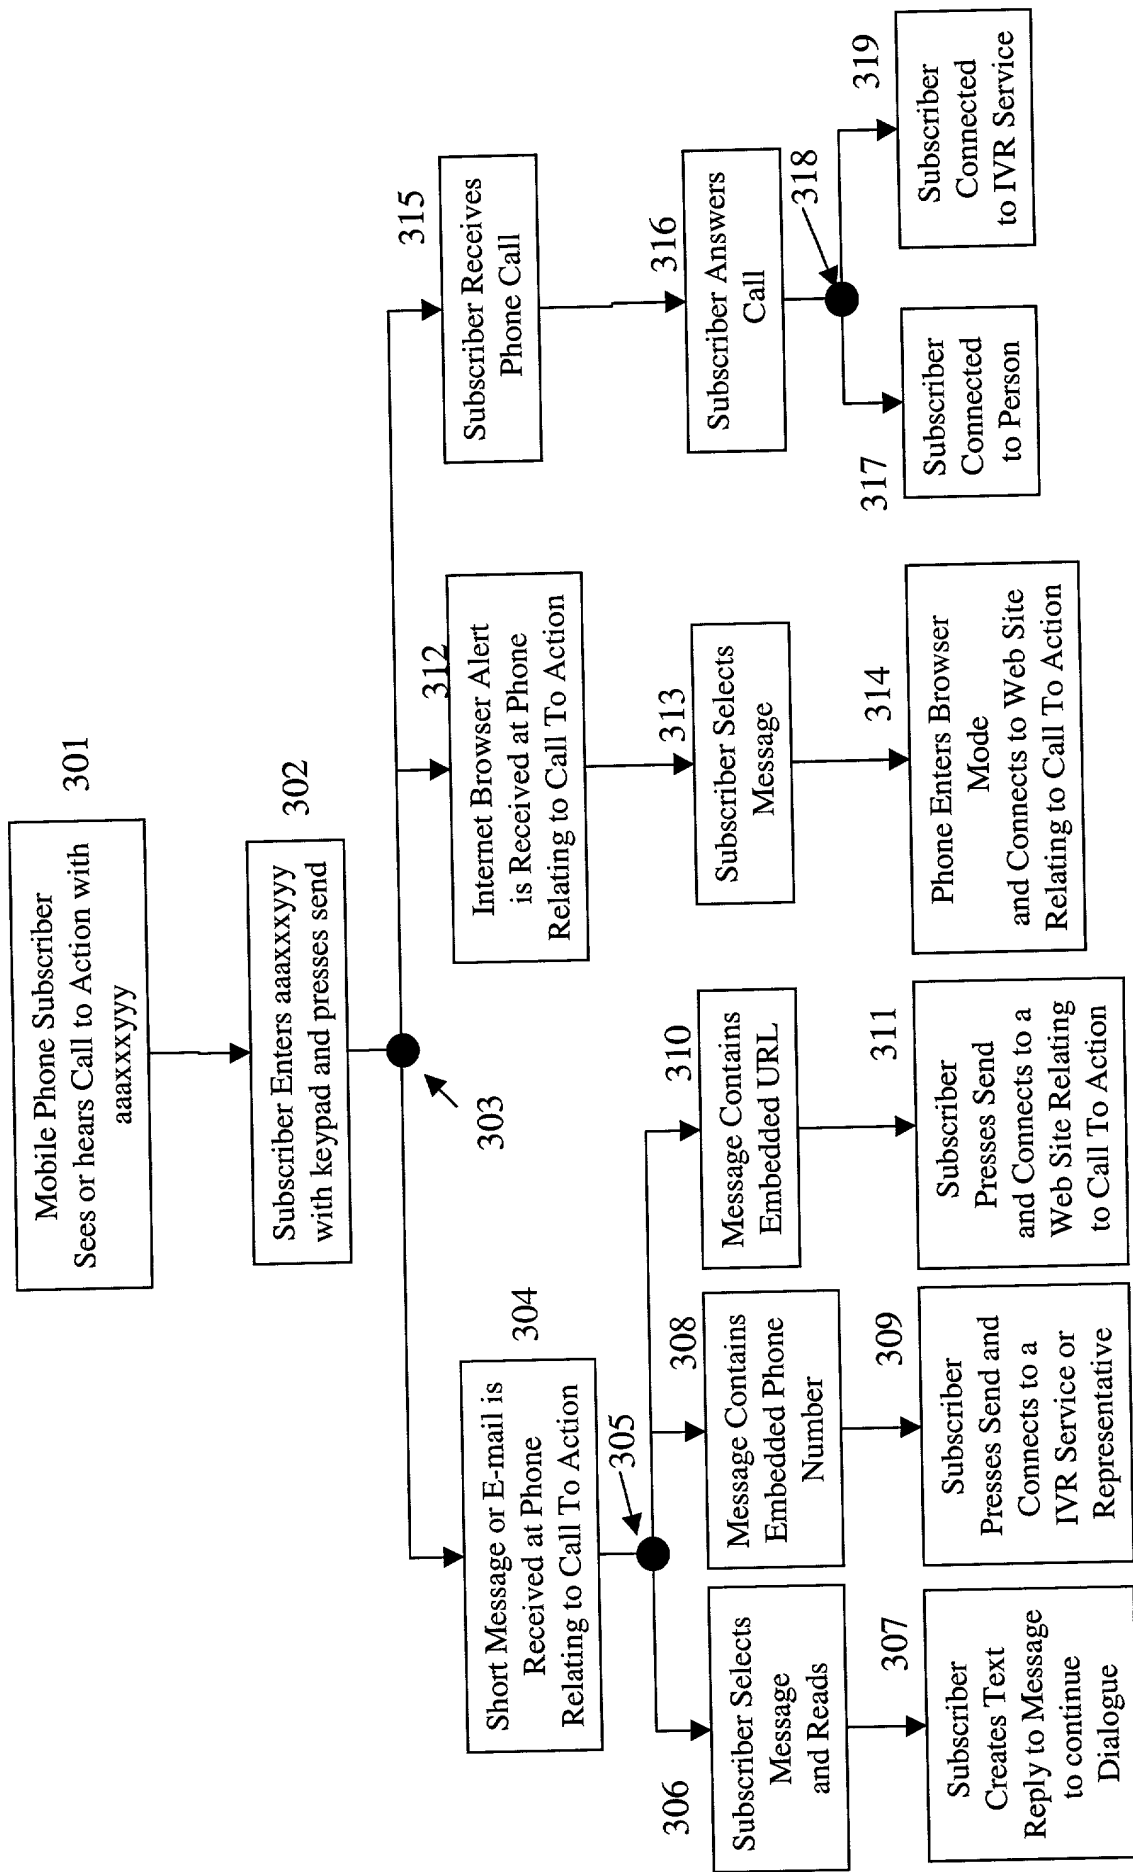 Mobile Phone Subscriber
Sees or hears Call to Action with
aaaxxxyyy
301
Subscriber Enters aaaxxxyyy
with keypad and presses send
302
303
Short Message or E-mail is
Received at Phone
Relating to Call To Action
304
305
306
Subscriber Selects
Message
and Reads
307
Subscriber
Creates Text
Reply to Message
to continue
Dialogue
308
Message Contains
Embedded Phone
Number
309
Subscriber
Presses Send and
Connects to a
IVR Service or
Representative
310
Message Contains
Embedded URL
311
Subscriber
Presses Send
and Connects to a
Web Site Relating
to Call To Action
312
Internet Browser Alert
is Received at Phone
Relating to Call To Action
313
Subscriber Selects
Message
314
Phone Enters Browser
Mode
and Connects to Web Site
Relating to Call To Action
315
Subscriber Receives
Phone Call
316
Subscriber Answers
Call
318
317
Subscriber
Connected
to Person
319
Subscriber
Connected
to IVR Service